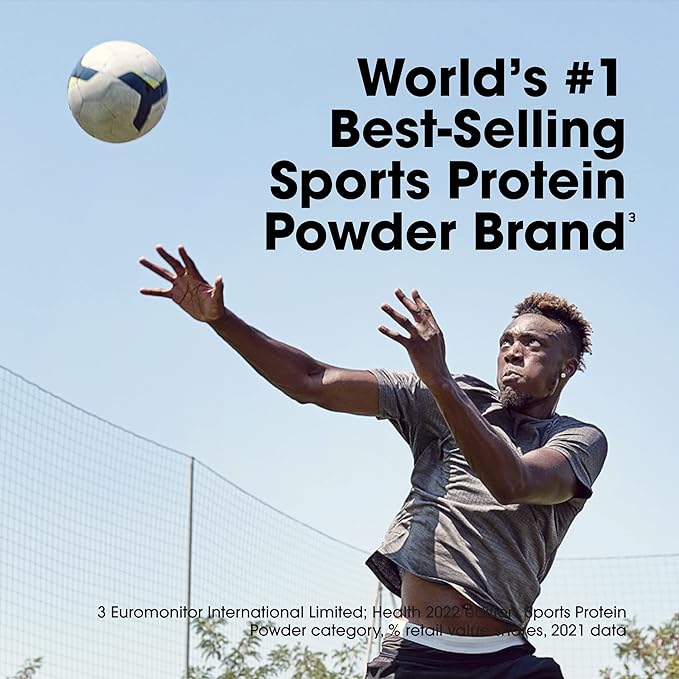 World’s #1
Best-Selling
Sports Protein
Powder Brand³
3 Euromonitor International Limited; Health 2022 edition, Sports Protein
Powder category, % retail value shares, 2021 data